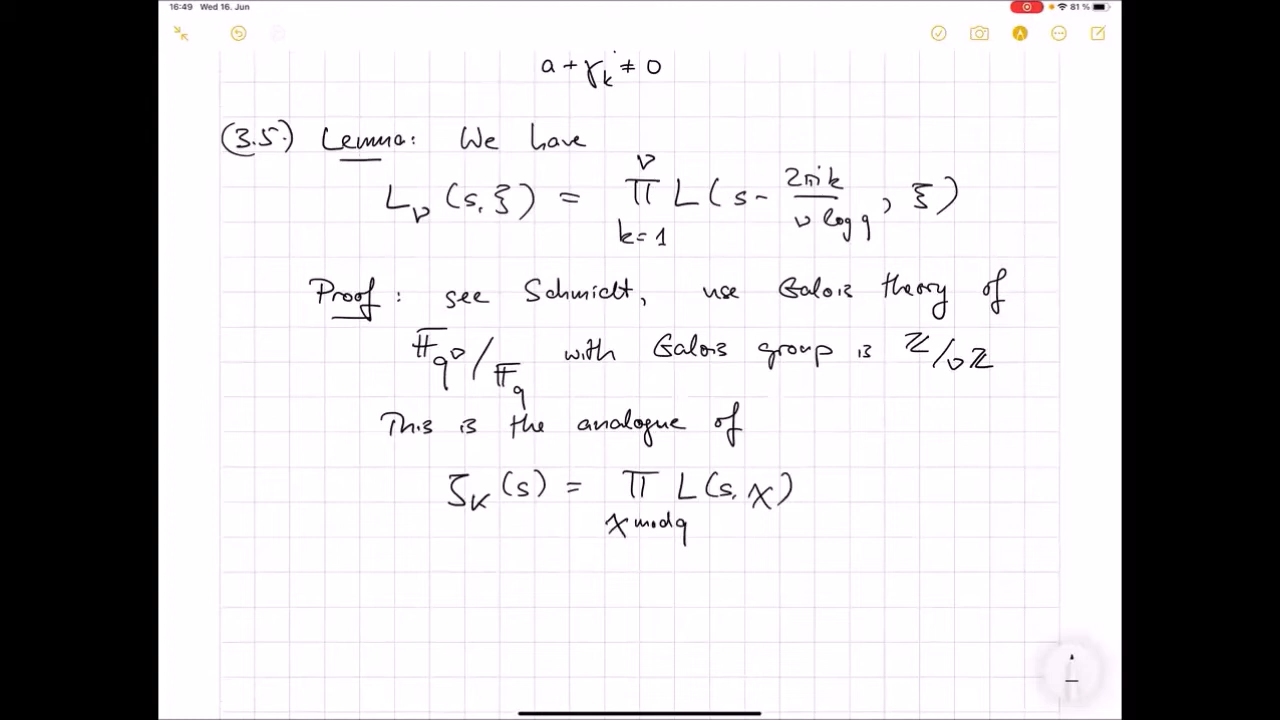 16:49 Wed 16. Jun 81 %
a + γ_k ≠ 0
(3.5.) Lemma: We have
L_ν (s, ξ) = ∏_{k=1}^{ν} L(s - 2πik / ν log q, ξ)
Proof: see Schmidt, use Galois theory of
𝔽_{q^ν} / 𝔽_q with Galois group is ℤ/νℤ
This is the analogue of
ζ_K (s) = ∏_{χ mod q} L(s, χ)